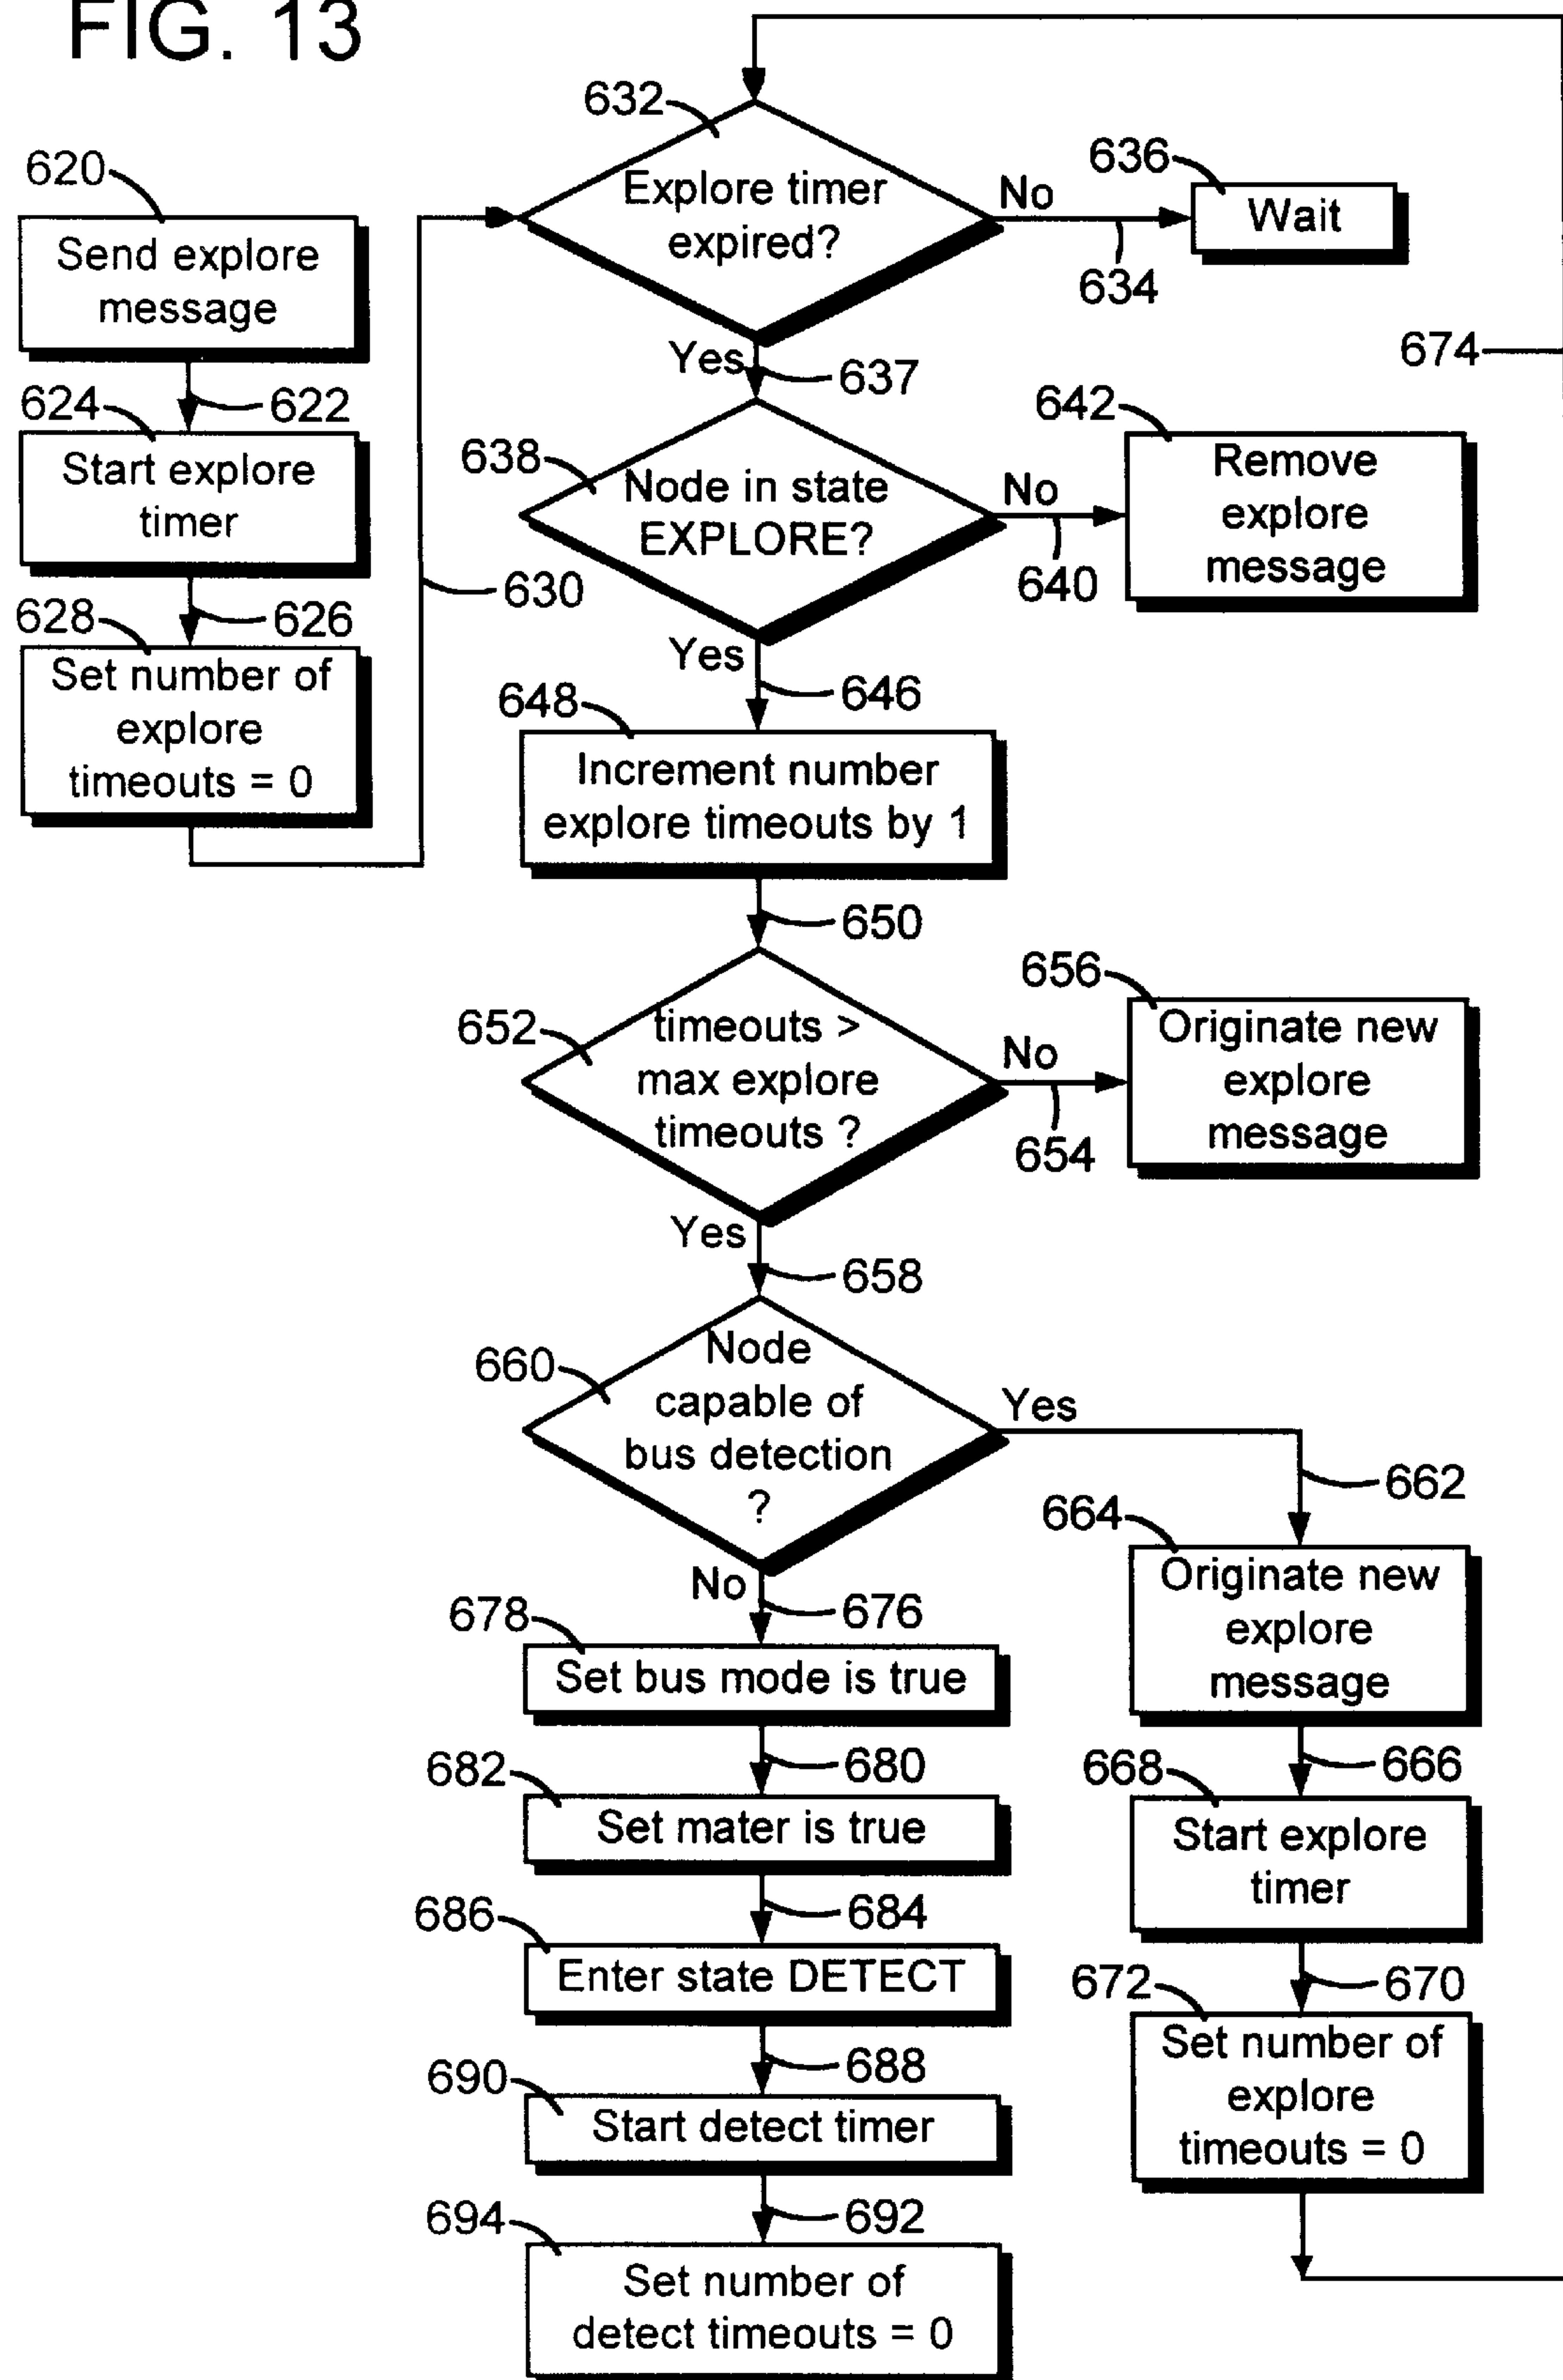 FIG. 13
620
Send explore
message
622
624
Start explore
timer
626
628
Set number of
explore
timeouts = 0
630
632
Explore timer
expired?
No
634
636
Wait
Yes
637
638
Node in state
EXPLORE?
No
640
642
Remove
explore
message
674
Yes
646
648
Increment number
explore timeouts by 1
650
652
timeouts >
max explore
timeouts ?
No
654
656
Originate new
explore
message
Yes
658
660
Node
capable of
bus detection
?
Yes
662
664
Originate new
explore
message
666
668
Start explore
timer
670
672
Set number of
explore
timeouts = 0
No
676
678
Set bus mode is true
680
682
Set mater is true
684
686
Enter state DETECT
688
690
Start detect timer
692
694
Set number of
detect timeouts = 0